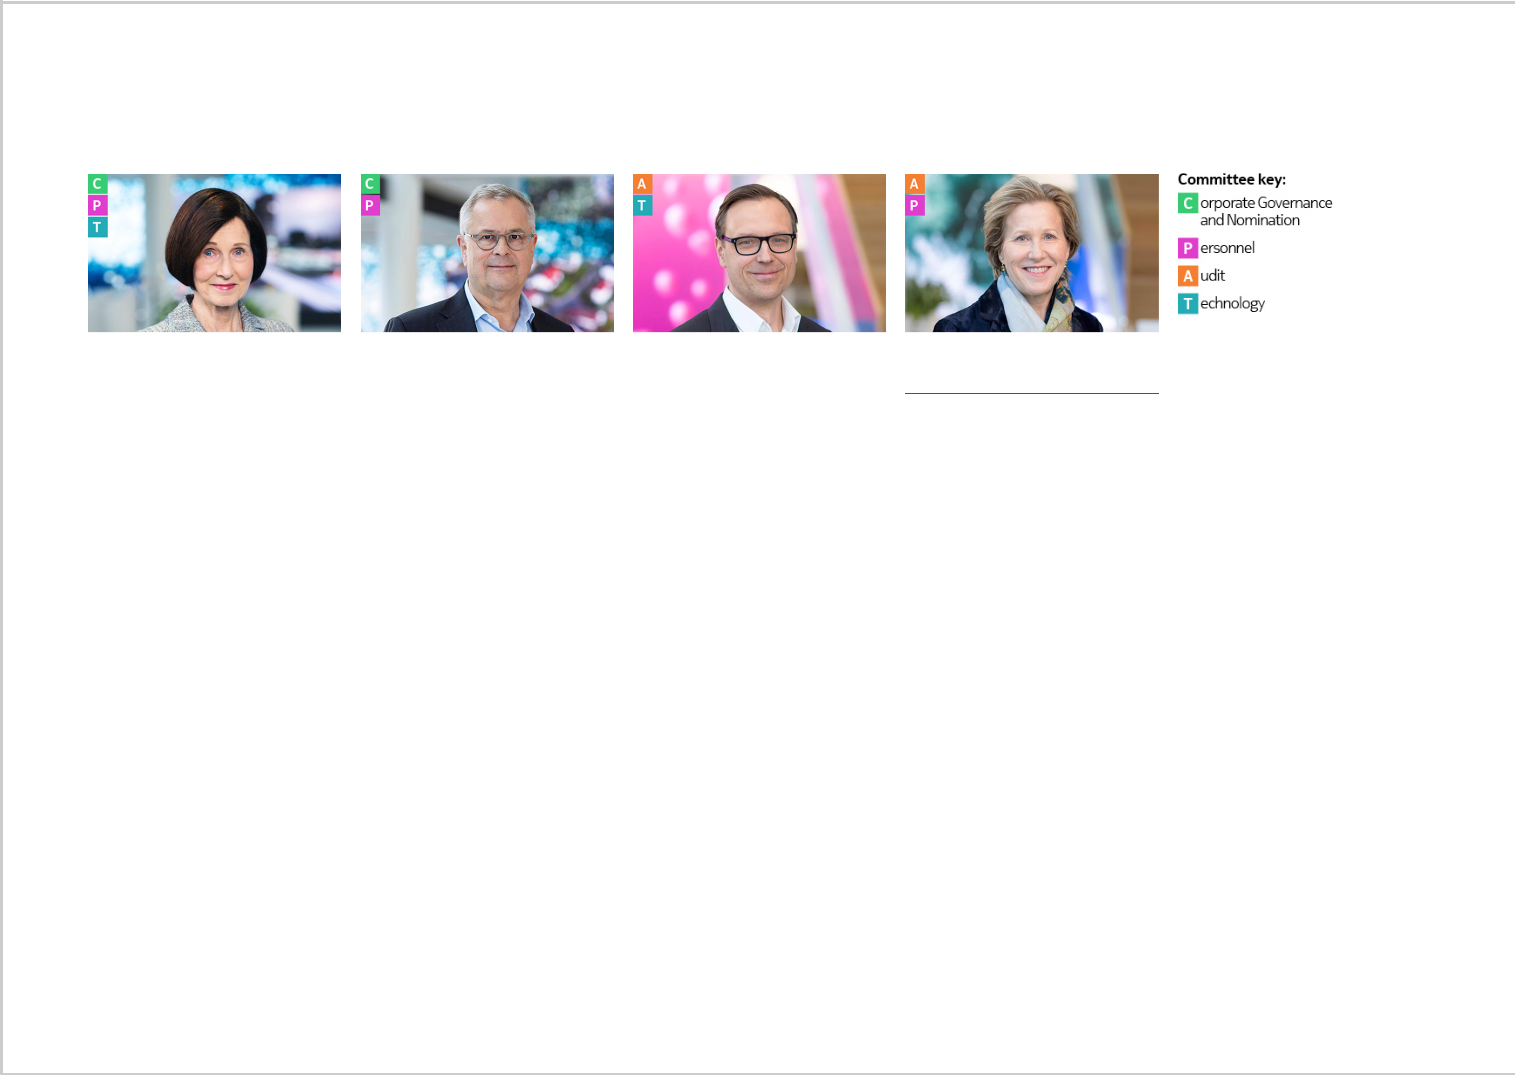 C
P
T
C
P
A
T
A
P
Committee key:
C orporate Governance
and Nomination
P ersonnel
A udit
T echnology